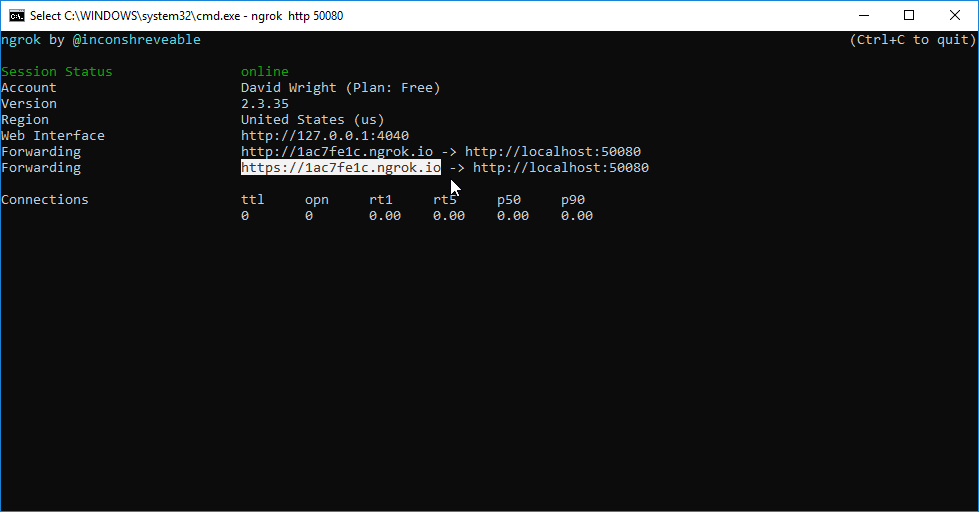 Select C:\WINDOWS\system32\cmd.exe - ngrok  http 50080
ngrok by @inconshreveable (Ctrl+C to quit)
Session Status online
Account David Wright (Plan: Free)
Version 2.3.35
Region United States (us)
Web Interface http://127.0.0.1:4040
Forwarding http://1ac7fe1c.ngrok.io -> http://localhost:50080
Forwarding https://1ac7fe1c.ngrok.io -> http://localhost:50080
Connections ttl opn rt1 rt5 p50 p90
0 0 0.00 0.00 0.00 0.00